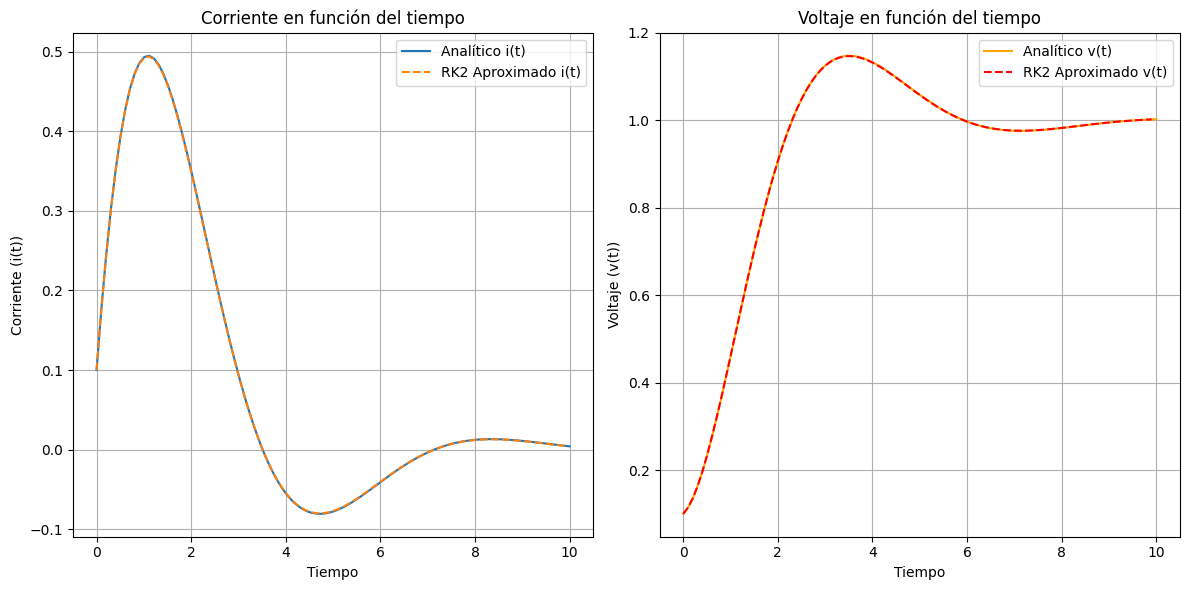 Corriente en función del tiempo
Analítico i(t)
RK2 Aproximado i(t)
Corriente (i(t))
0.5
0.4
0.3
0.2
0.1
0.0
−0.1
0 2 4 6 8 10
Tiempo
Voltaje en función del tiempo
Analítico v(t)
RK2 Aproximado v(t)
Voltaje (v(t))
1.2
1.0
0.8
0.6
0.4
0.2
0 2 4 6 8 10
Tiempo